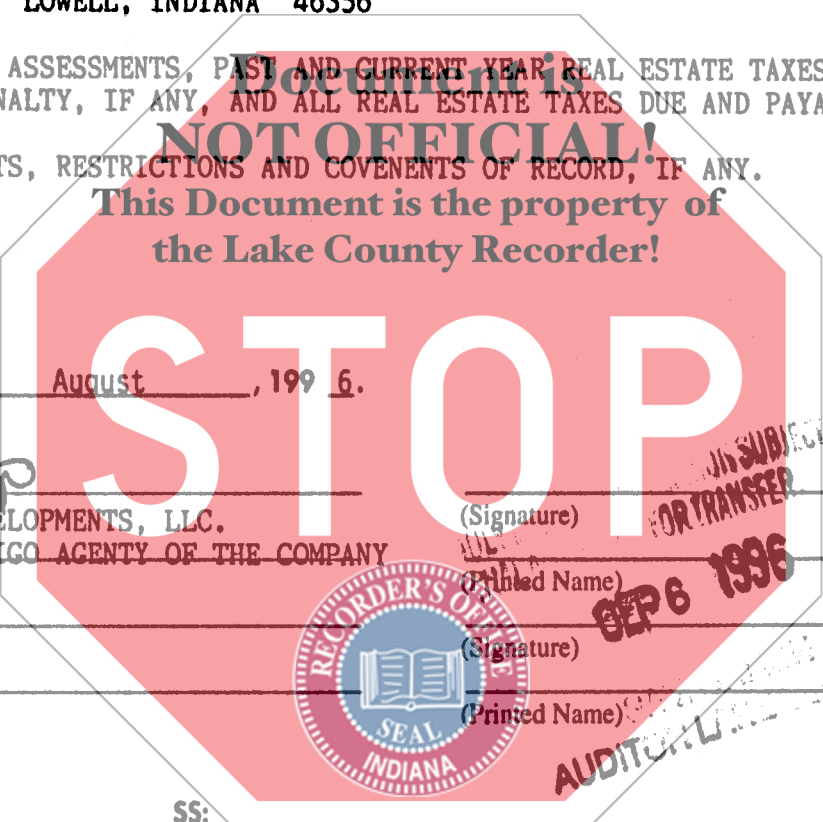 LOWELL, INDIANA 46356
ASSESSMENTS, PAST AND CURRENT YEAR REAL ESTATE TAXES
NALTY, IF ANY, AND ALL REAL ESTATE TAXES DUE AND PAYA
TS, RESTRICTIONS AND COVENENTS OF RECORD, IF ANY.
Document is
NOT OFFICIAL!
This Document is the property of
the Lake County Recorder!
STOP
August , 199 6.
ELOPMENTS, LLC.
IGO AGENTY OF THE COMPANY
(Signature)
(Printed Name)
(Signature)
(Printed Name)
FOR TRANSFER
SEP 6 1996
RECORDER'S OFFICE
SEAL
INDIANA
SS: